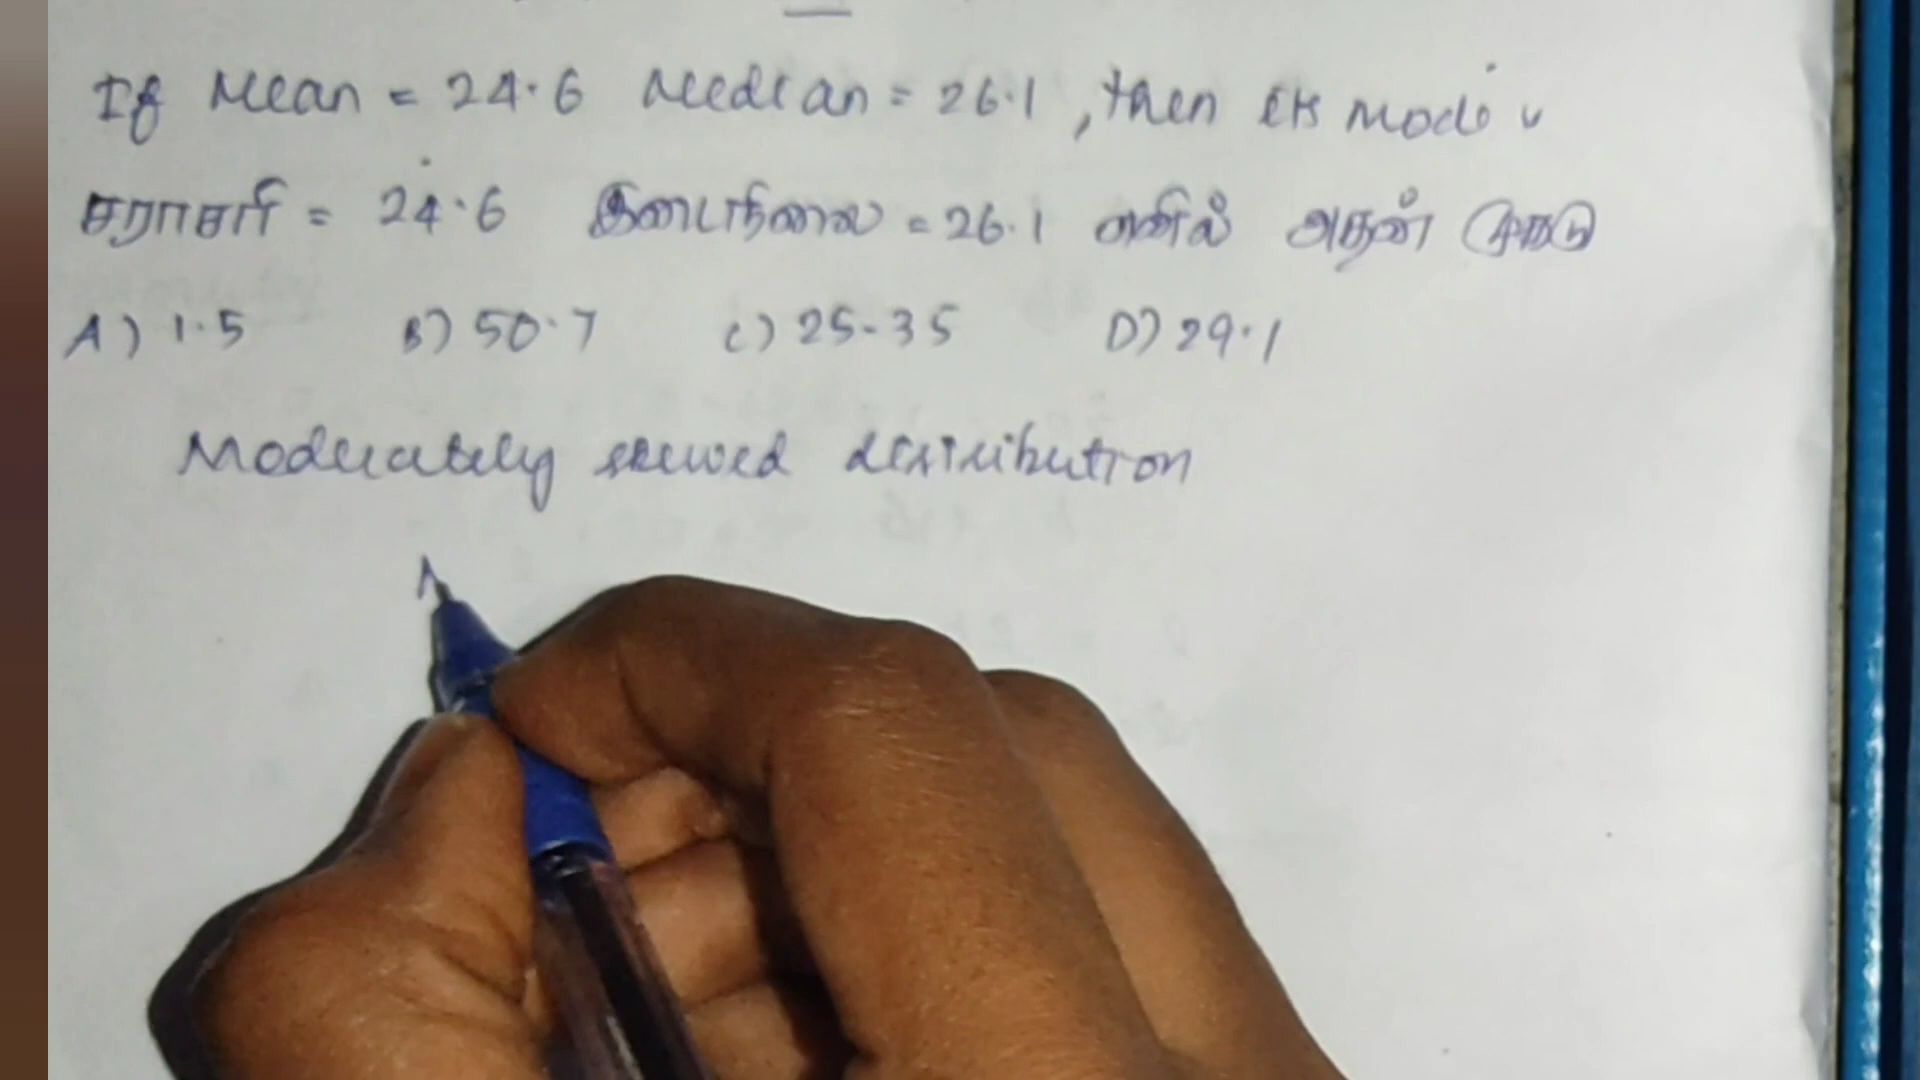 If Mean = 24.6 Median = 26.1, then its mode is
சராசரி = 24.6 இடைநிலை = 26.1 எனில் அதன் முகடு
A) 1.5 B) 50.7 C) 25.35 D) 29.1
Moderately skewed distribution